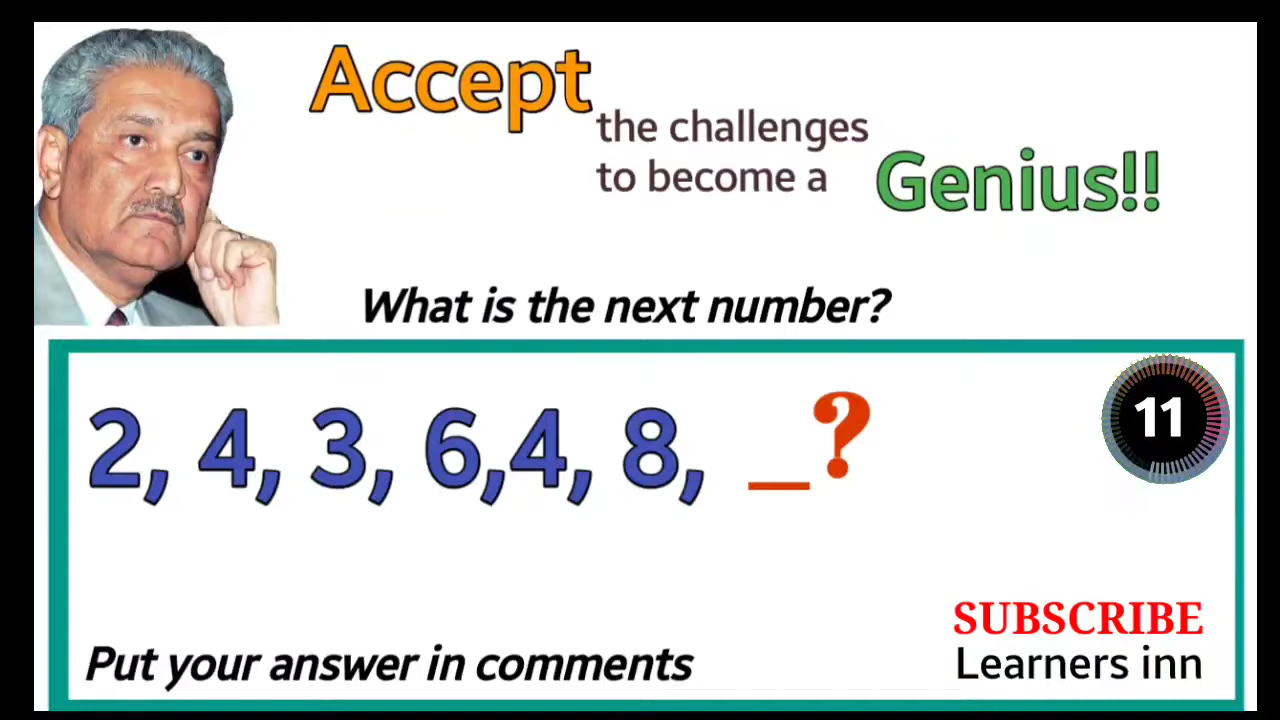 Accept
the challenges
to become a
Genius!!
What is the next number?
2, 4, 3, 6,4, 8, _?
11
SUBSCRIBE
Learners inn
Put your answer in comments